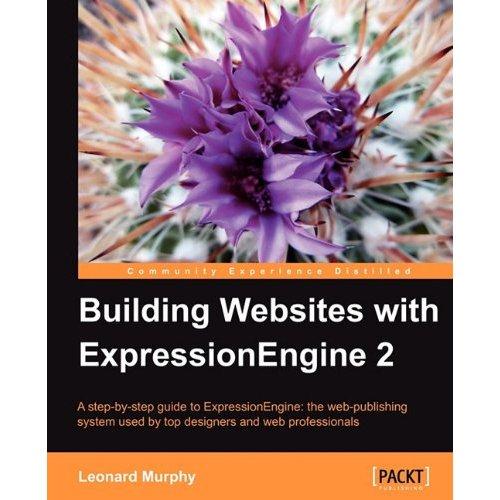 Community Experience Distilled
Building Websites with
ExpressionEngine 2
A step-by-step guide to ExpressionEngine: the web-publishing
system used by top designers and web professionals
Leonard Murphy
[PACKT]
PUBLISHING